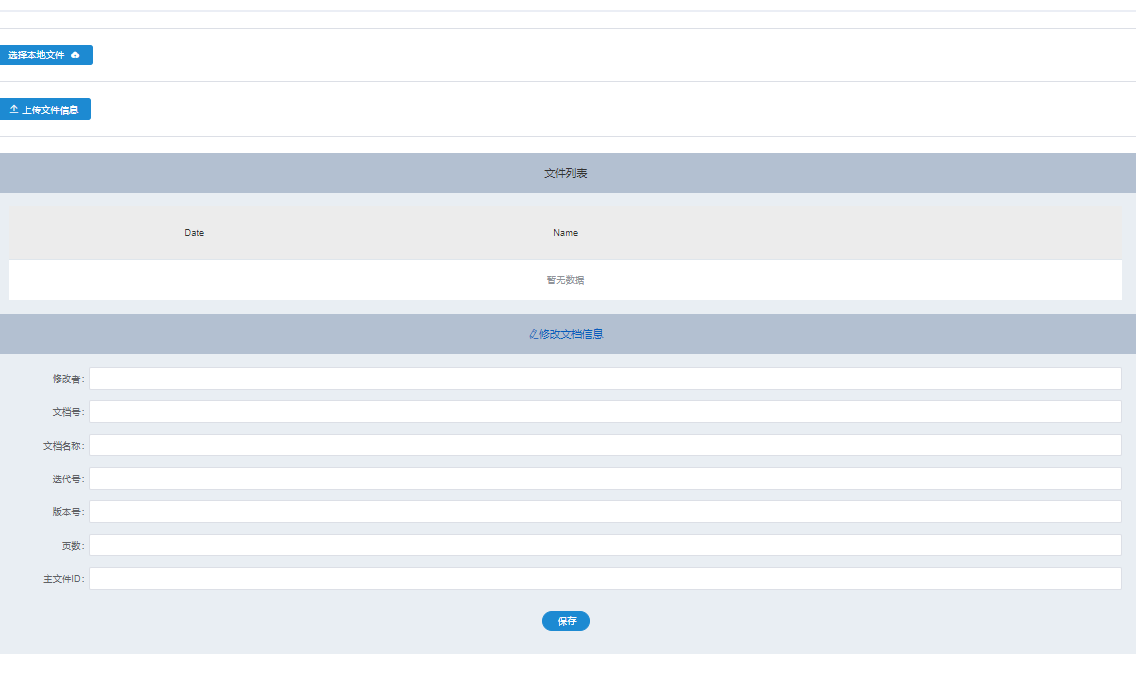 选择本地文件
上传文件信息
文件列表
Date Name
暂无数据
修改文档信息
修改者:
文档号:
文档名称:
迭代号:
版本号:
页数:
主文件ID:
保存